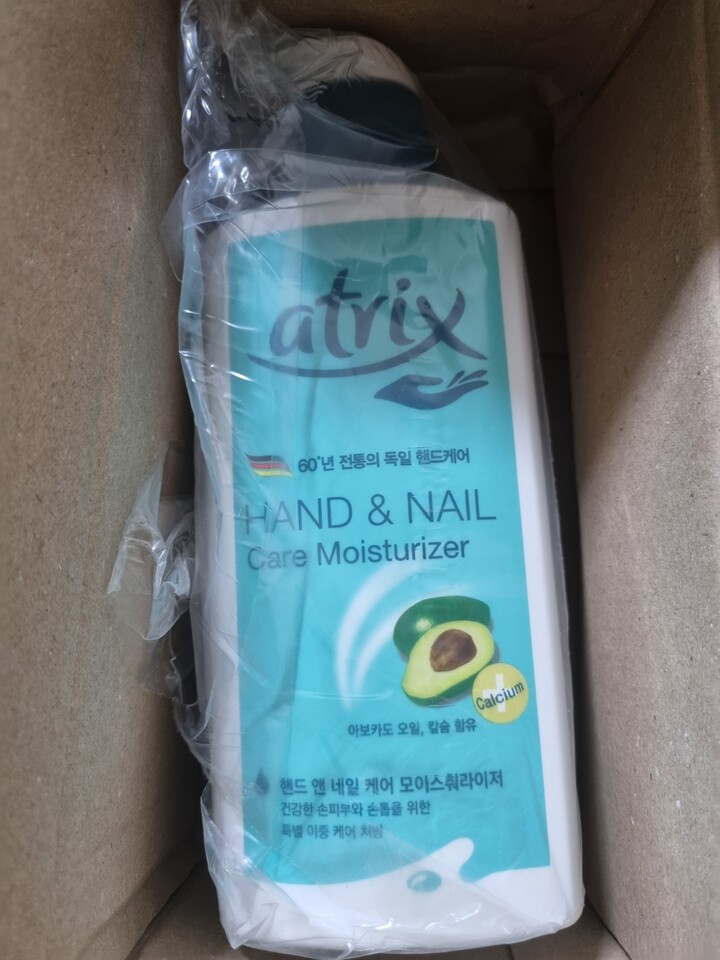 atrix
60+년 전통의 독일 핸드케어
HAND & NAIL
Care Moisturizer
Calcium
아보카도 오일, 칼슘 함유
핸드 앤 네일 케어 모이스춰라이저
건강한 손피부와 손톱을 위한
특별 이중 케어 처방